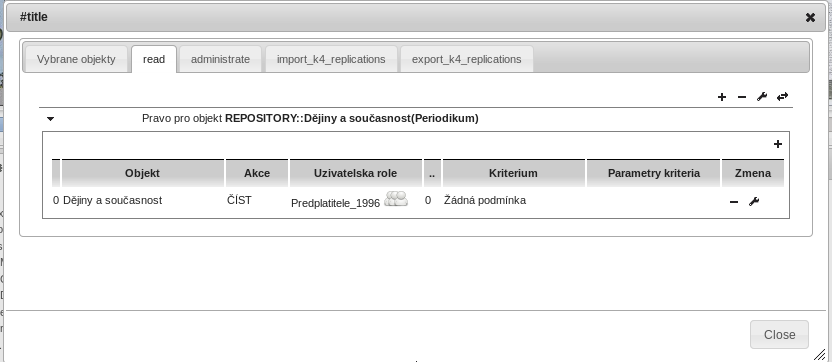 #title
Vybrane objekty read administrate import_k4_replications export_k4_replications
Pravo pro objekt REPOSITORY::Dějiny a současnost(Periodikum)
Objekt Akce Uzivatelska role .. Kriterium Parametry kriteria Zmena
0 Dějiny a současnost ČÍST Predplatitele_1996 0 Žádná podmínka
Close